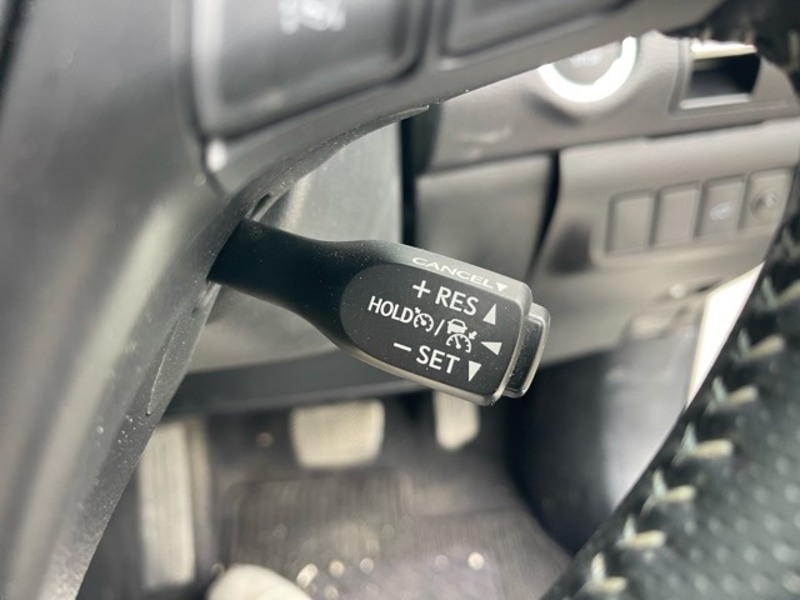 CANCEL▼
+ RES ▲
HOLD / ◀
− SET ▼